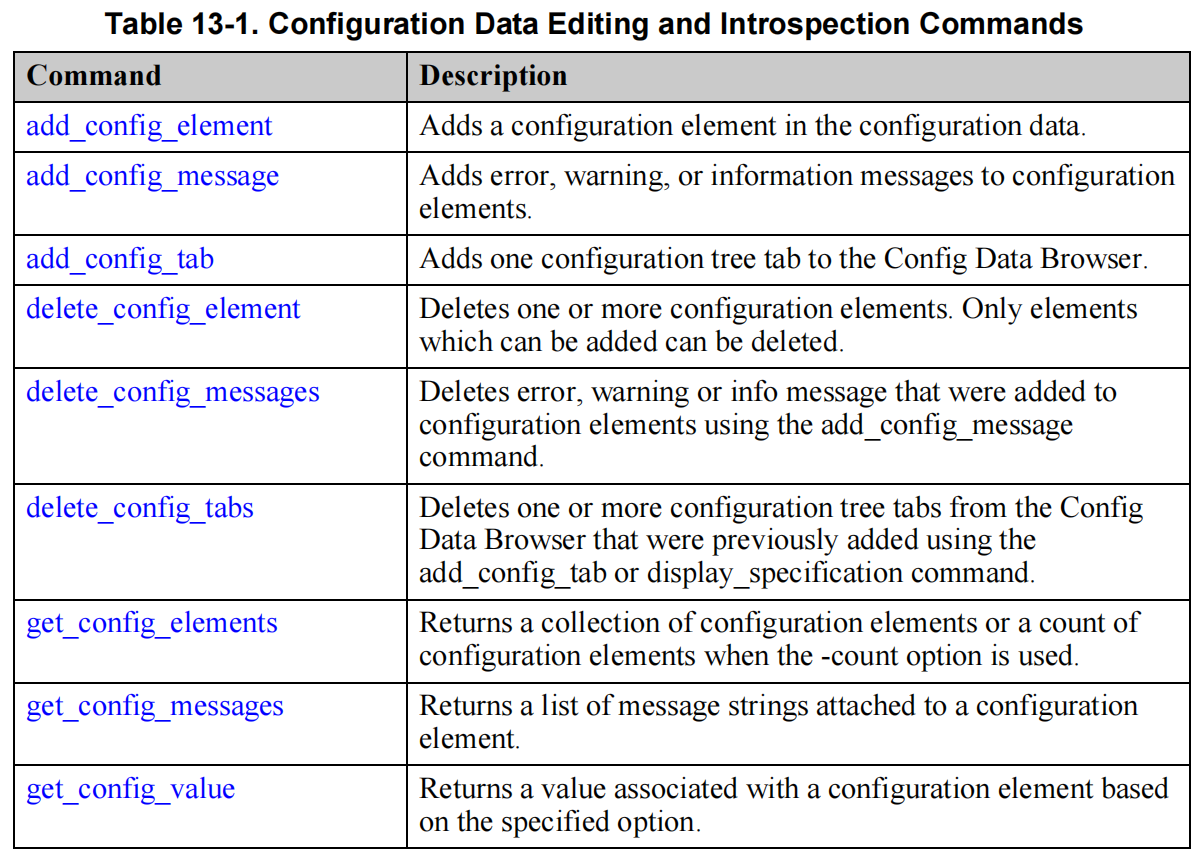 Table 13-1. Configuration Data Editing and Introspection Commands
Command Description
add_config_element Adds a configuration element in the configuration data.
add_config_message Adds error, warning, or information messages to configuration
elements.
add_config_tab Adds one configuration tree tab to the Config Data Browser.
delete_config_element Deletes one or more configuration elements. Only elements
which can be added can be deleted.
delete_config_messages Deletes error, warning or info message that were added to
configuration elements using the add_config_message
command.
delete_config_tabs Deletes one or more configuration tree tabs from the Config
Data Browser that were previously added using the
add_config_tab or display_specification command.
get_config_elements Returns a collection of configuration elements or a count of
configuration elements when the -count option is used.
get_config_messages Returns a list of message strings attached to a configuration
element.
get_config_value Returns a value associated with a configuration element based
on the specified option.